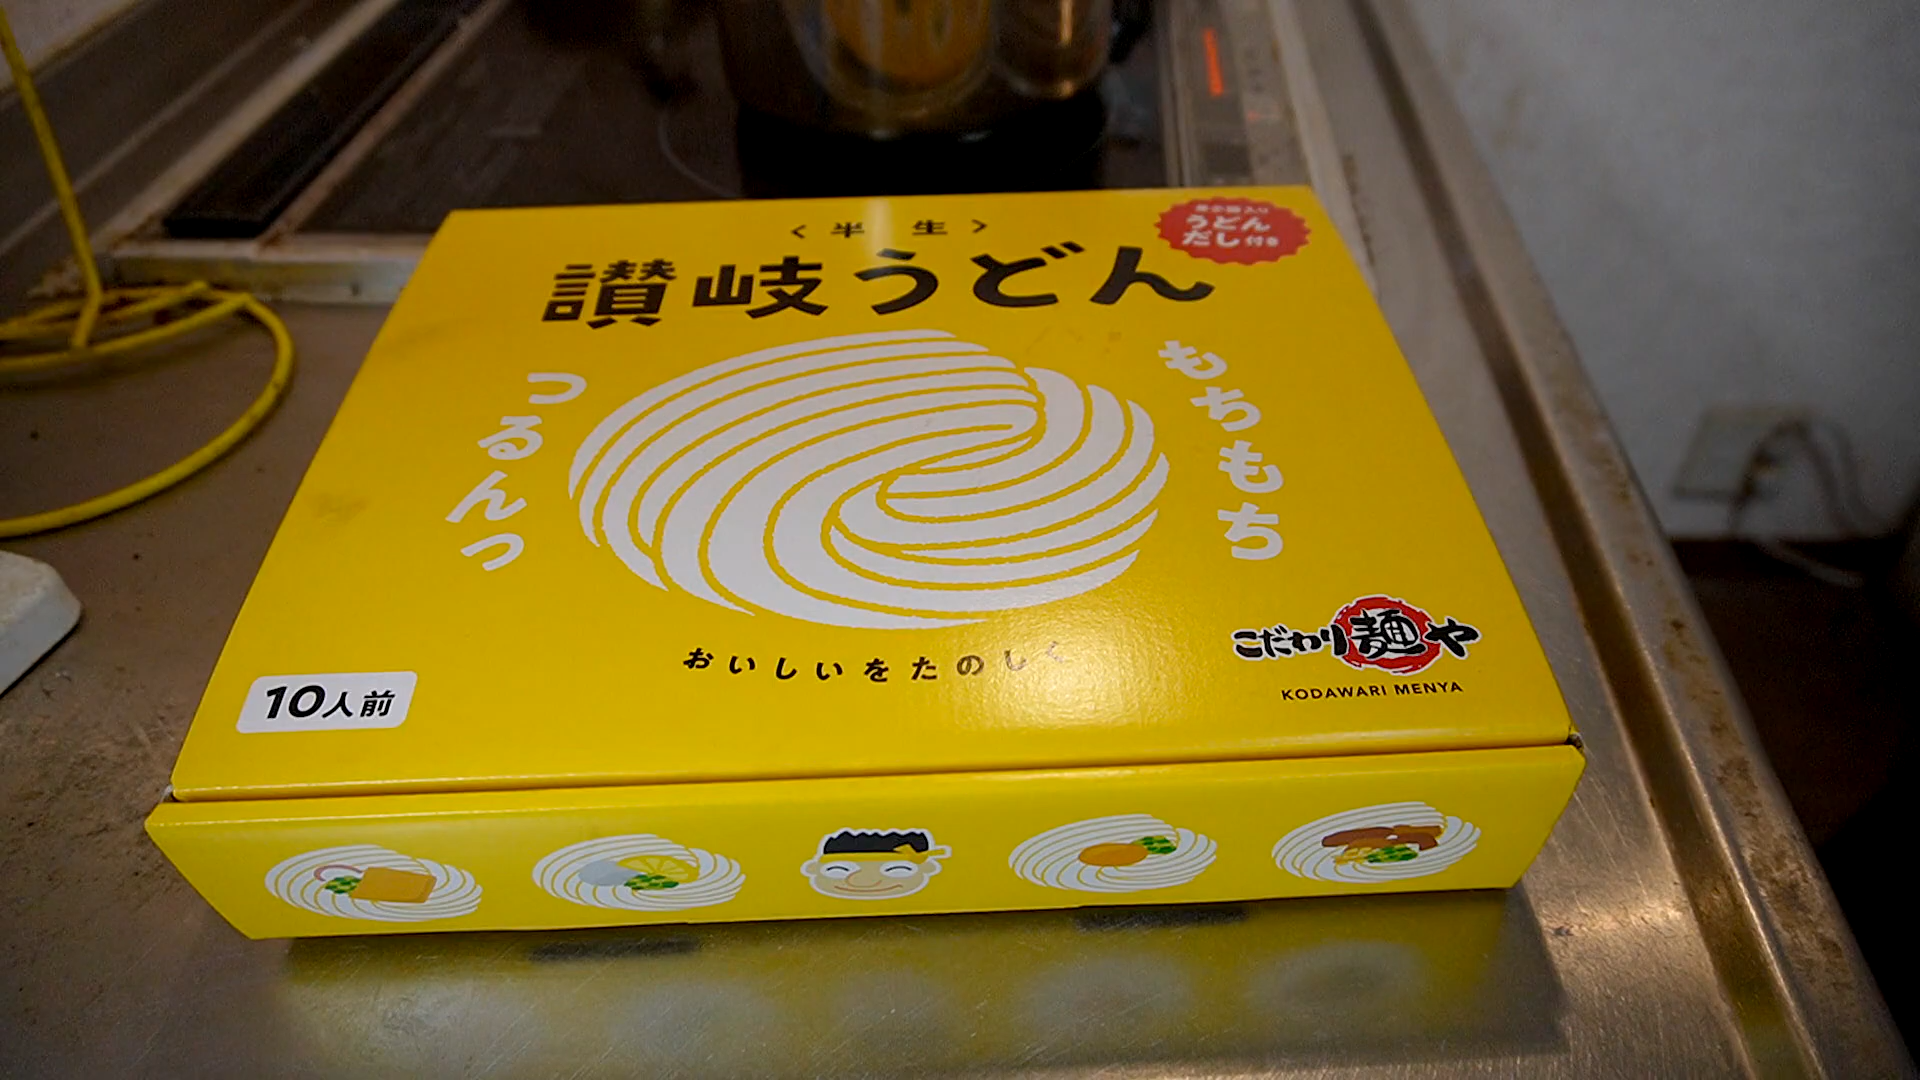 〈半生〉
讃岐うどん
うどん
だし付き
つるんっ
もちもち
おいしいをたのしく
こだわり麺や
KODAWARI MENYA
10人前